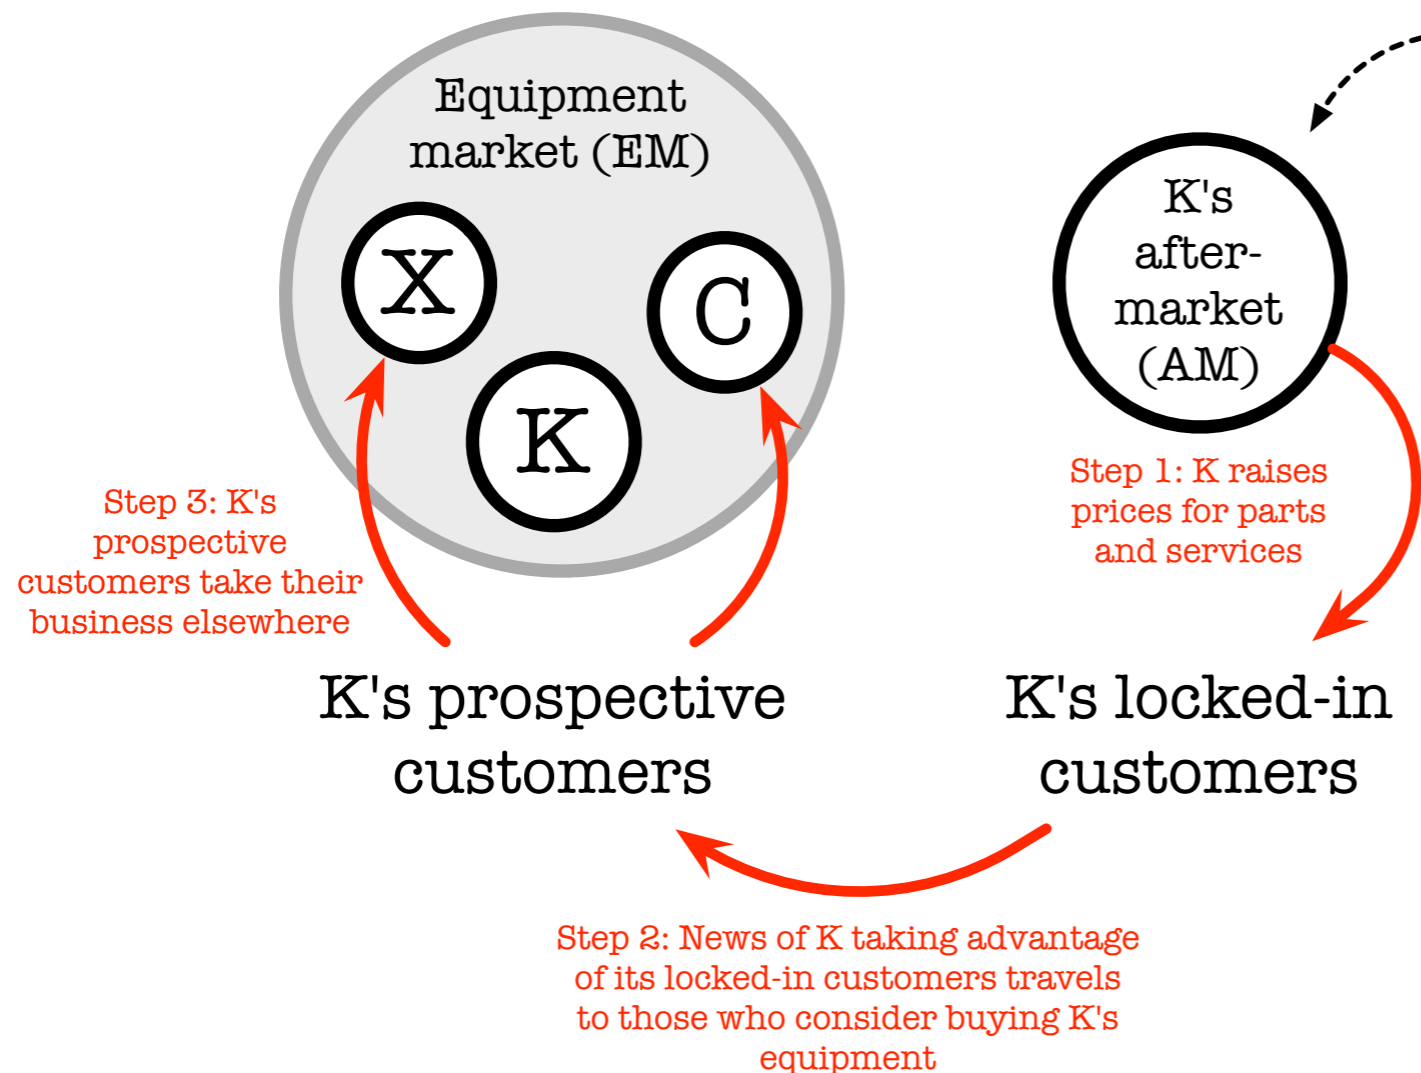 Equipment
market (EM)
X
C
K
K's
after-
market
(AM)
Step 1: K raises
prices for parts
and services
Step 3: K's
prospective
customers take their
business elsewhere
K's prospective
customers
K's locked-in
customers
Step 2: News of K taking advantage
of its locked-in customers travels
to those who consider buying K's
equipment